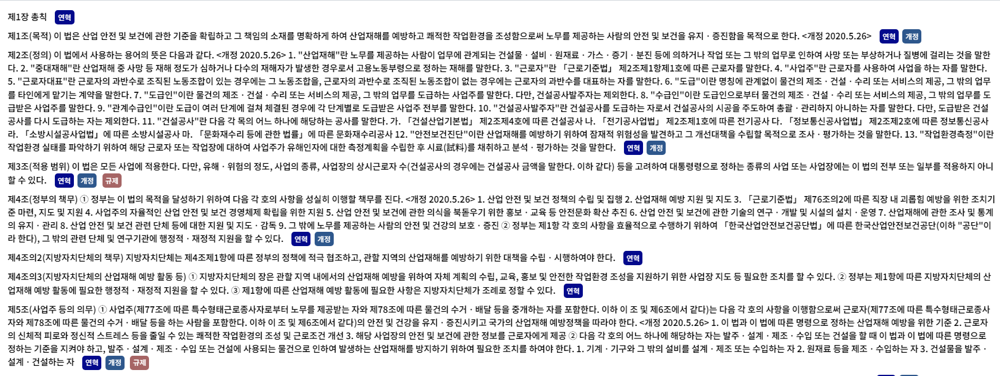 제1장 총칙 연혁
제1조(목적) 이 법은 산업 안전 및 보건에 관한 기준을 확립하고 그 책임의 소재를 명확하게 하여 산업재해를 예방하고 쾌적한 작업환경을 조성함으로써 노무를 제공하는 사람의 안전 및 보건을 유지ㆍ증진함을 목적으로 한다. <개정 2020.5.26> 연혁 개정
제2조(정의) 이 법에서 사용하는 용어의 뜻은 다음과 같다. <개정 2020.5.26> 1. "산업재해"란 노무를 제공하는 사람이 업무에 관계되는 건설물ㆍ설비ㆍ원재료ㆍ가스ㆍ증기ㆍ분진 등에 의하거나 작업 또는 그 밖의 업무로 인하여 사망 또는 부상하거나 질병에 걸리는 것을 말한
다. 2. "중대재해"란 산업재해 중 사망 등 재해 정도가 심하거나 다수의 재해자가 발생한 경우로서 고용노동부령으로 정하는 재해를 말한다. 3. "근로자"란 「근로기준법」 제2조제1항제1호에 따른 근로자를 말한다. 4. "사업주"란 근로자를 사용하여 사업을 하는 자를 말한다.
5. "근로자대표"란 근로자의 과반수로 조직된 노동조합이 있는 경우에는 그 노동조합을, 근로자의 과반수로 조직된 노동조합이 없는 경우에는 근로자의 과반수를 대표하는 자를 말한다. 6. "도급"이란 명칭에 관계없이 물건의 제조ㆍ건설ㆍ수리 또는 서비스의 제공, 그 밖의 업무
를 타인에게 맡기는 계약을 말한다. 7. "도급인"이란 물건의 제조ㆍ건설ㆍ수리 또는 서비스의 제공, 그 밖의 업무를 도급하는 사업주를 말한다. 다만, 건설공사발주자는 제외한다. 8. "수급인"이란 도급인으로부터 물건의 제조ㆍ건설ㆍ수리 또는 서비스의 제공, 그 밖의 업무를 도
급받은 사업주를 말한다. 9. "관계수급인"이란 도급이 여러 단계에 걸쳐 체결된 경우에 각 단계별로 도급받은 사업주 전부를 말한다. 10. "건설공사발주자"란 건설공사를 도급하는 자로서 건설공사의 시공을 주도하여 총괄ㆍ관리하지 아니하는 자를 말한다. 다만, 도급받은 건설
공사를 다시 도급하는 자는 제외한다. 11. "건설공사"란 다음 각 목의 어느 하나에 해당하는 공사를 말한다. 가. 「건설산업기본법」 제2조제4호에 따른 건설공사 나. 「전기공사업법」 제2조제1호에 따른 전기공사 다. 「정보통신공사업법」 제2조제2호에 따른 정보통신공사
라. 「소방시설공사업법」에 따른 소방시설공사 마. 「문화재수리 등에 관한 법률」에 따른 문화재수리공사 12. "안전보건진단"이란 산업재해를 예방하기 위하여 잠재적 위험성을 발견하고 그 개선대책을 수립할 목적으로 조사ㆍ평가하는 것을 말한다. 13. "작업환경측정"이란
작업환경 실태를 파악하기 위하여 해당 근로자 또는 작업장에 대하여 사업주가 유해인자에 대한 측정계획을 수립한 후 시료(試料)를 채취하고 분석ㆍ평가하는 것을 말한다. 연혁 개정
제3조(적용 범위) 이 법은 모든 사업에 적용한다. 다만, 유해ㆍ위험의 정도, 사업의 종류, 사업장의 상시근로자 수(건설공사의 경우에는 건설공사 금액을 말한다. 이하 같다) 등을 고려하여 대통령령으로 정하는 종류의 사업 또는 사업장에는 이 법의 전부 또는 일부를 적용하지 아니
할 수 있다. 연혁 개정 규제
제4조(정부의 책무) ① 정부는 이 법의 목적을 달성하기 위하여 다음 각 호의 사항을 성실히 이행할 책무를 진다. <개정 2020.5.26> 1. 산업 안전 및 보건 정책의 수립 및 집행 2. 산업재해 예방 지원 및 지도 3. 「근로기준법」 제76조의2에 따른 직장 내 괴롭힘 예방을 위한 조치기
준 마련, 지도 및 지원 4. 사업주의 자율적인 산업 안전 및 보건 경영체제 확립을 위한 지원 5. 산업 안전 및 보건에 관한 의식을 북돋우기 위한 홍보ㆍ교육 등 안전문화 확산 추진 6. 산업 안전 및 보건에 관한 기술의 연구ㆍ개발 및 시설의 설치ㆍ운영 7. 산업재해에 관한 조사 및 통계
의 유지ㆍ관리 8. 산업 안전 및 보건 관련 단체 등에 대한 지원 및 지도ㆍ감독 9. 그 밖에 노무를 제공하는 사람의 안전 및 건강의 보호ㆍ증진 ② 정부는 제1항 각 호의 사항을 효율적으로 수행하기 위하여 「한국산업안전보건공단법」에 따른 한국산업안전보건공단(이하 "공단"이
라 한다), 그 밖의 관련 단체 및 연구기관에 행정적ㆍ재정적 지원을 할 수 있다. 연혁 개정
제4조의2(지방자치단체의 책무) 지방자치단체는 제4조제1항에 따른 정부의 정책에 적극 협조하고, 관할 지역의 산업재해를 예방하기 위한 대책을 수립ㆍ시행하여야 한다. 연혁
제4조의3(지방자치단체의 산업재해 예방 활동 등) ① 지방자치단체의 장은 관할 지역 내에서의 산업재해 예방을 위하여 자체 계획의 수립, 교육, 홍보 및 안전한 작업환경 조성을 지원하기 위한 사업장 지도 등 필요한 조치를 할 수 있다. ② 정부는 제1항에 따른 지방자치단체의 산
업재해 예방 활동에 필요한 행정적ㆍ재정적 지원을 할 수 있다. ③ 제1항에 따른 산업재해 예방 활동에 필요한 사항은 지방자치단체가 조례로 정할 수 있다. 연혁
제5조(사업주 등의 의무) ① 사업주(제77조에 따른 특수형태근로종사자로부터 노무를 제공받는 자와 제78조에 따른 물건의 수거ㆍ배달 등을 중개하는 자를 포함한다. 이하 이 조 및 제6조에서 같다)는 다음 각 호의 사항을 이행함으로써 근로자(제77조에 따른 특수형태근로종사
자와 제78조에 따른 물건의 수거ㆍ배달 등을 하는 사람을 포함한다. 이하 이 조 및 제6조에서 같다)의 안전 및 건강을 유지ㆍ증진시키고 국가의 산업재해 예방정책을 따라야 한다. <개정 2020.5.26> 1. 이 법과 이 법에 따른 명령으로 정하는 산업재해 예방을 위한 기준 2. 근로자
의 신체적 피로와 정신적 스트레스 등을 줄일 수 있는 쾌적한 작업환경의 조성 및 근로조건 개선 3. 해당 사업장의 안전 및 보건에 관한 정보를 근로자에게 제공 ② 다음 각 호의 어느 하나에 해당하는 자는 발주ㆍ설계ㆍ제조ㆍ수입 또는 건설을 할 때 이 법과 이 법에 따른 명령으로
정하는 기준을 지켜야 하고, 발주ㆍ설계ㆍ제조ㆍ수입 또는 건설에 사용되는 물건으로 인하여 발생하는 산업재해를 방지하기 위하여 필요한 조치를 하여야 한다. 1. 기계ㆍ기구와 그 밖의 설비를 설계ㆍ제조 또는 수입하는 자 2. 원재료 등을 제조ㆍ수입하는 자 3. 건설물을 발주ㆍ
설계ㆍ건설하는 자 연혁 개정 규제